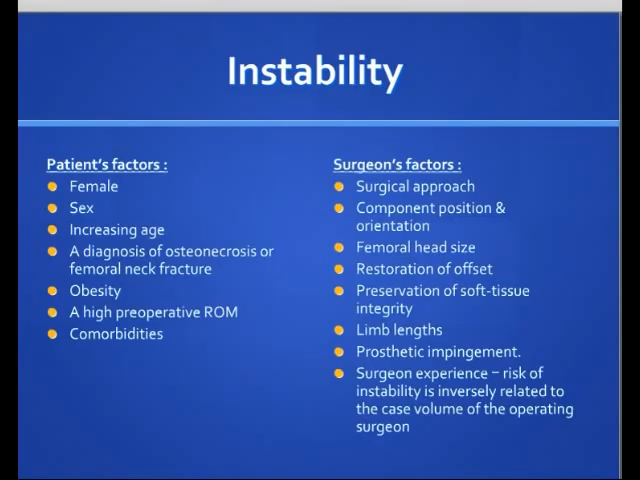 Instability
Patient's factors :
Female
Sex
Increasing age
A diagnosis of osteonecrosis or
femoral neck fracture
Obesity
A high preoperative ROM
Comorbidities
Surgeon's factors :
Surgical approach
Component position &
orientation
Femoral head size
Restoration of offset
Preservation of soft-tissue
integrity
Limb lengths
Prosthetic impingement.
Surgeon experience – risk of
instability is inversely related to
the case volume of the operating
surgeon